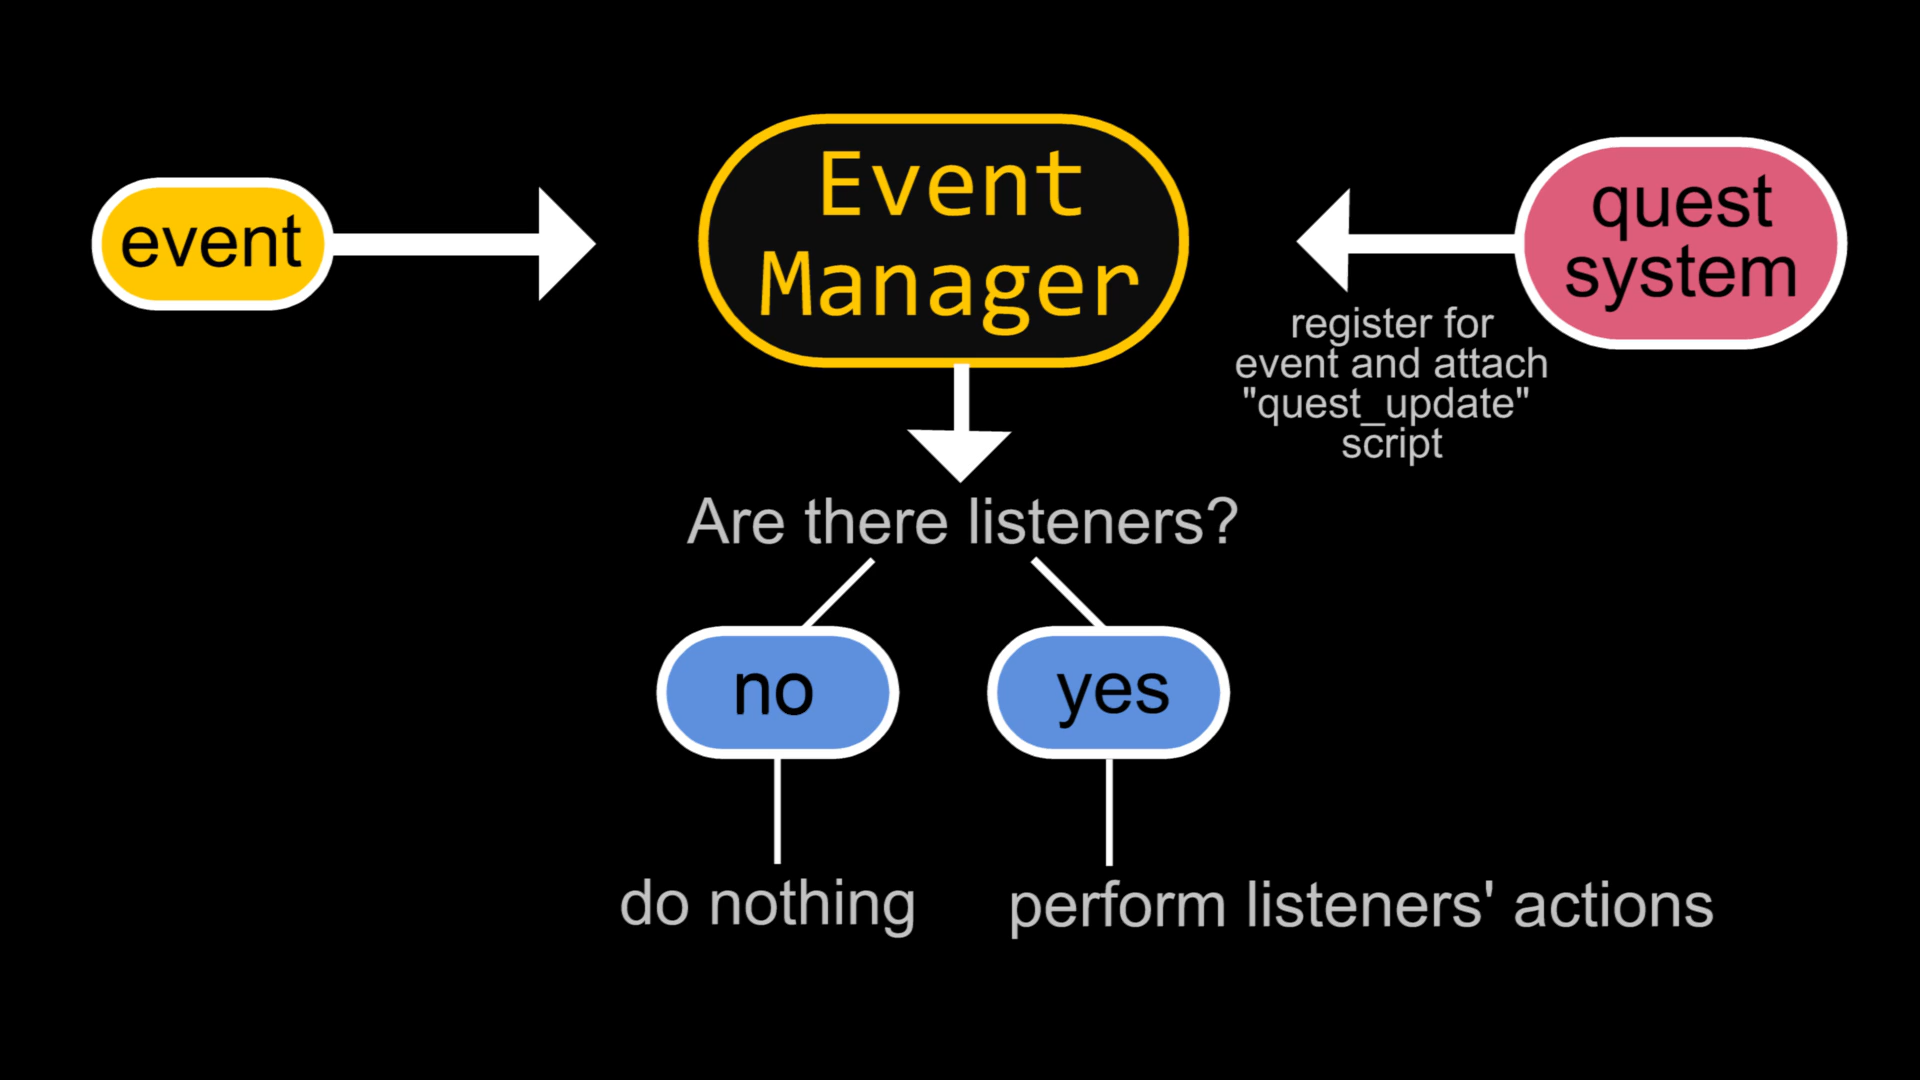 event
Event
Manager
quest
system
register for
event and attach
"quest_update"
script
Are there listeners?
no
yes
do nothing
perform listeners' actions